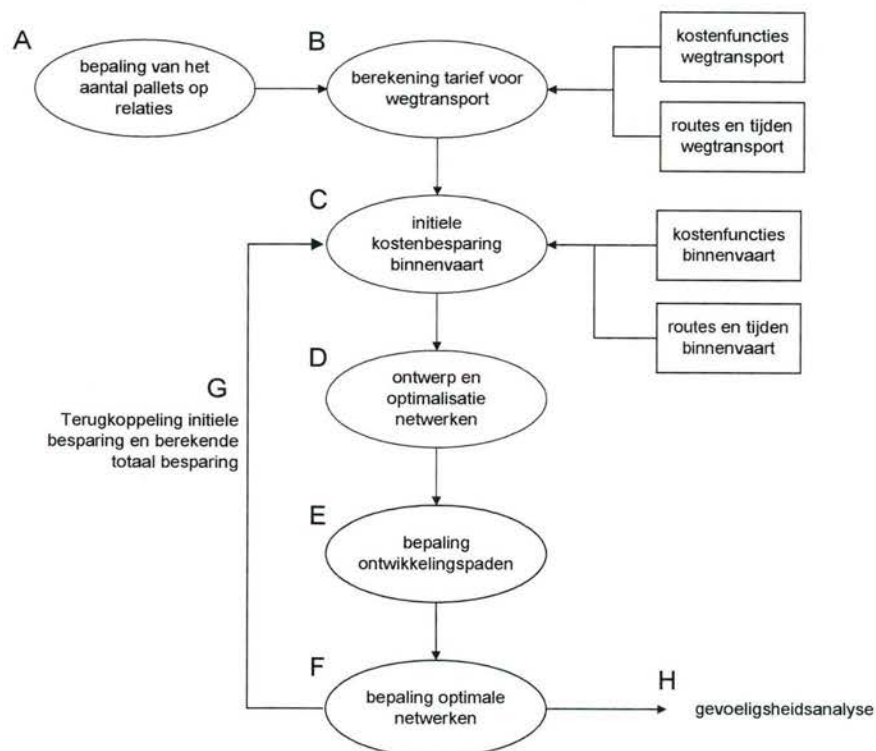 A
bepaling van het
aantal pallets op
relaties
B
berekening tarief voor
wegtransport
kostenfuncties
wegtransport
routes en tijden
wegtransport
C
initiele
kostenbesparing
binnenvaart
kostenfuncties
binnenvaart
routes en tijden
binnenvaart
D
ontwerp en
optimalisatie
netwerken
G
Terugkoppeling initiele
besparing en berekende
totaal besparing
E
bepaling
ontwikkelingspaden
F
bepaling optimale
netwerken
H
gevoeligheidsanalyse